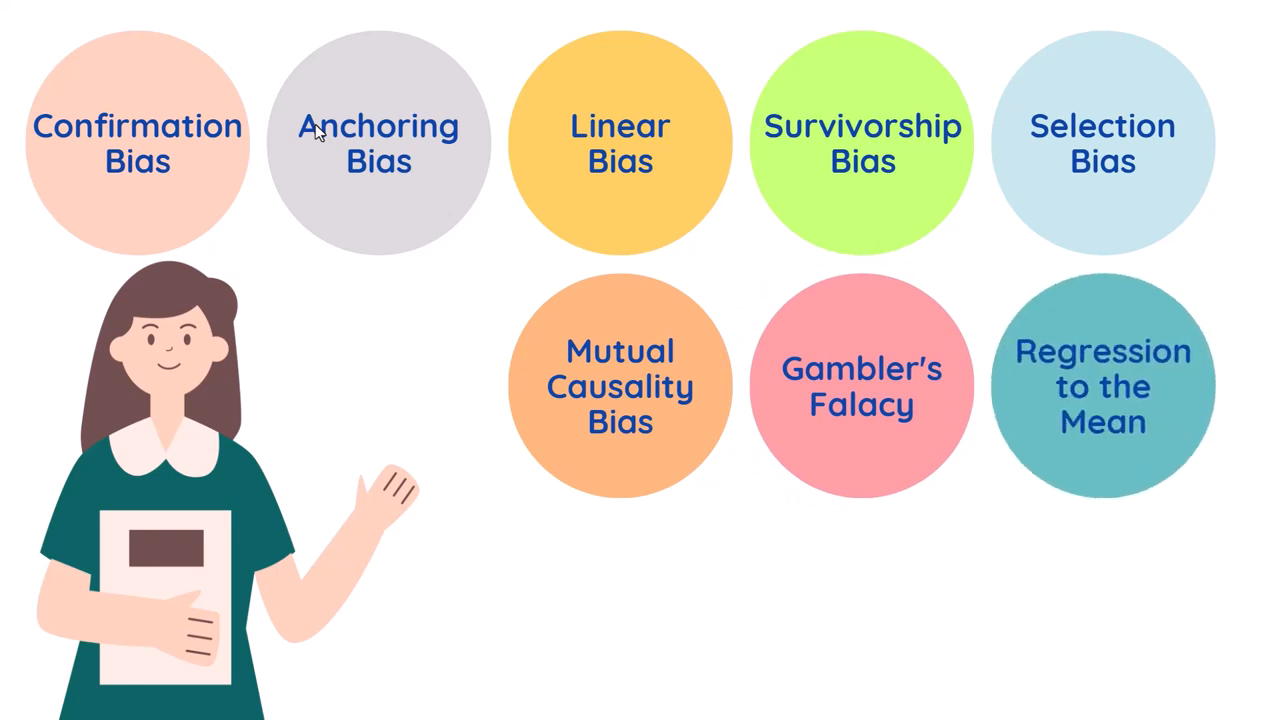 Confirmation
Bias
Anchoring
Bias
Linear
Bias
Survivorship
Bias
Selection
Bias
Mutual
Causality
Bias
Gambler's
Falacy
Regression
to the
Mean